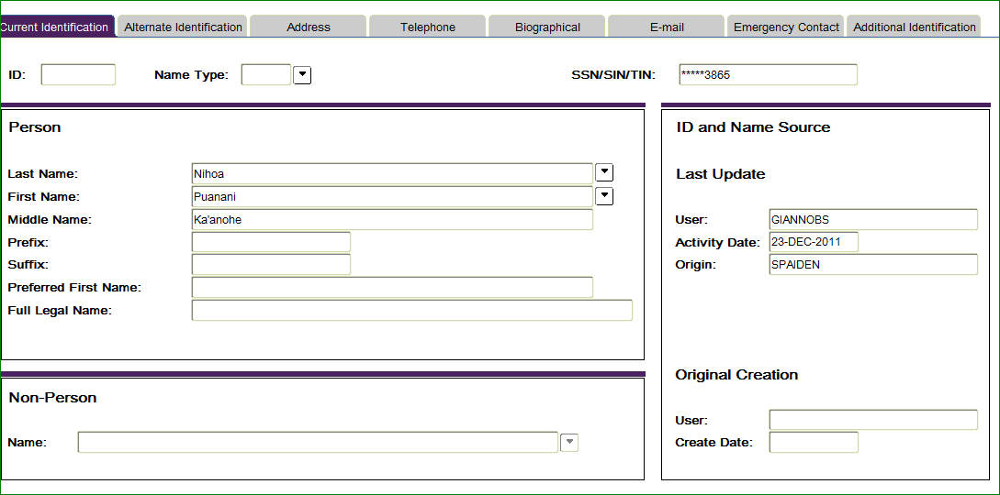 Current Identification Alternate Identification Address Telephone Biographical E-mail Emergency Contact Additional Identification
ID: Name Type: SSN/SIN/TIN: *****3865
Person
Last Name: Nihoa
First Name: Puanani
Middle Name: Ka'anohe
Prefix:
Suffix:
Preferred First Name:
Full Legal Name:
Non-Person
Name:
ID and Name Source
Last Update
User: GIANNOBS
Activity Date: 23-DEC-2011
Origin: SPAIDEN
Original Creation
User:
Create Date: